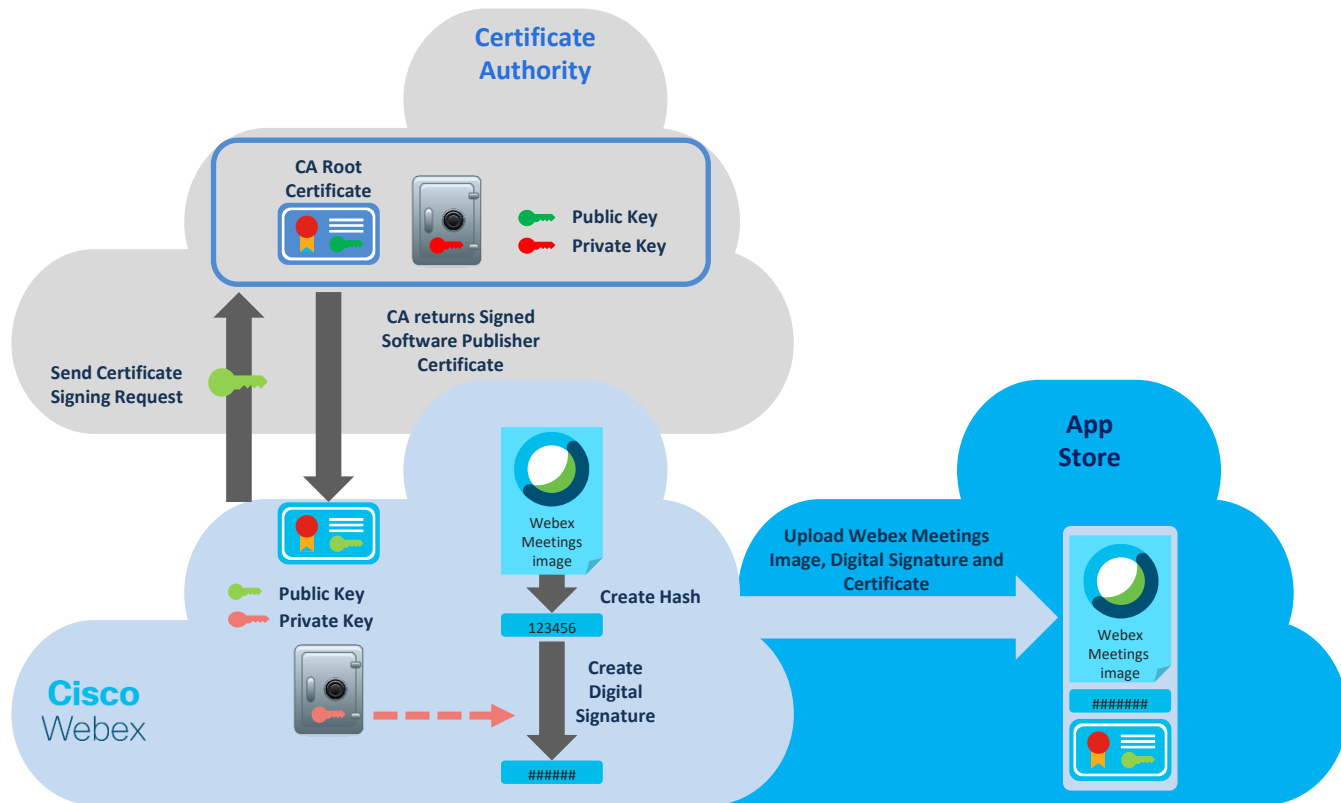 Certificate
Authority
CA Root
Certificate
Public Key
Private Key
CA returns Signed
Software Publisher
Certificate
Send Certificate
Signing Request
Webex
Meetings
image
Create Hash
123456
Public Key
Private Key
Create
Digital
Signature
######
Cisco
Webex
Upload Webex Meetings
Image, Digital Signature and
Certificate
App
Store
Webex
Meetings
image
#######